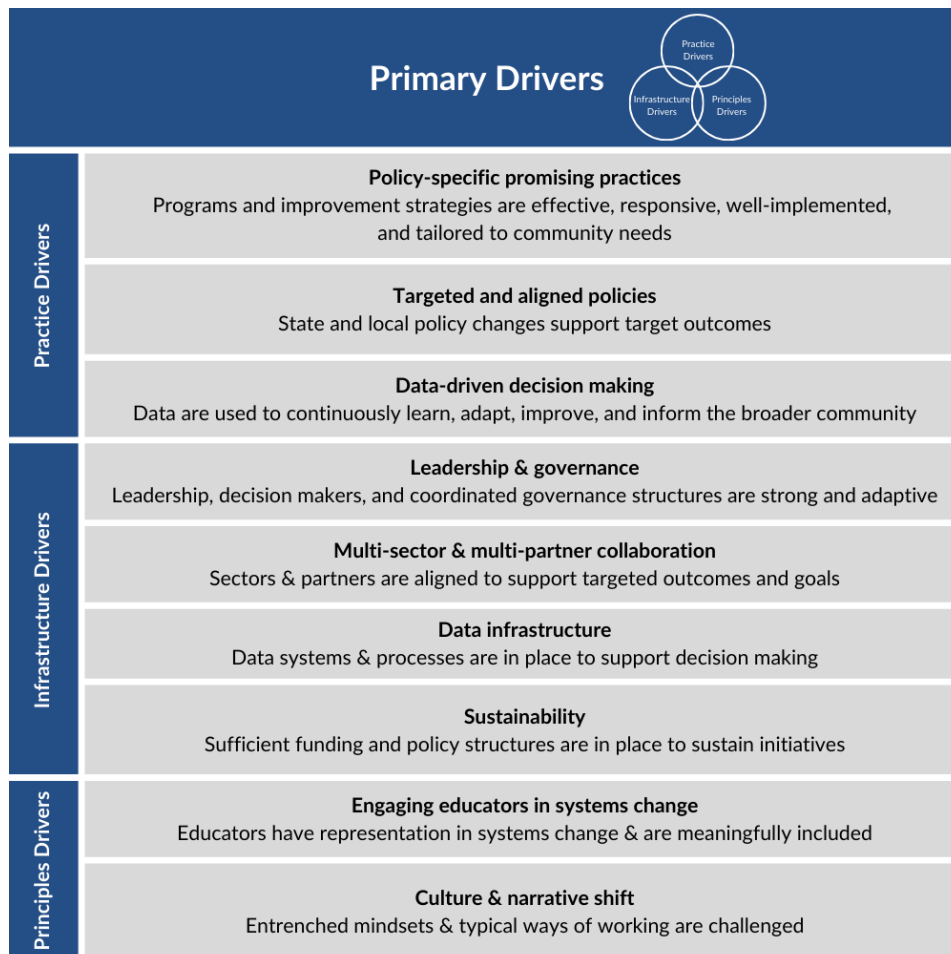 Primary Drivers
Practice
Drivers
Infrastructure
Drivers
Principles
Drivers
Practice Drivers
Policy-specific promising practices
Programs and improvement strategies are effective, responsive, well-implemented,
and tailored to community needs
Targeted and aligned policies
State and local policy changes support target outcomes
Data-driven decision making
Data are used to continuously learn, adapt, improve, and inform the broader community
Infrastructure Drivers
Leadership & governance
Leadership, decision makers, and coordinated governance structures are strong and adaptive
Multi-sector & multi-partner collaboration
Sectors & partners are aligned to support targeted outcomes and goals
Data infrastructure
Data systems & processes are in place to support decision making
Sustainability
Sufficient funding and policy structures are in place to sustain initiatives
Principles Drivers
Engaging educators in systems change
Educators have representation in systems change & are meaningfully included
Culture & narrative shift
Entrenched mindsets & typical ways of working are challenged